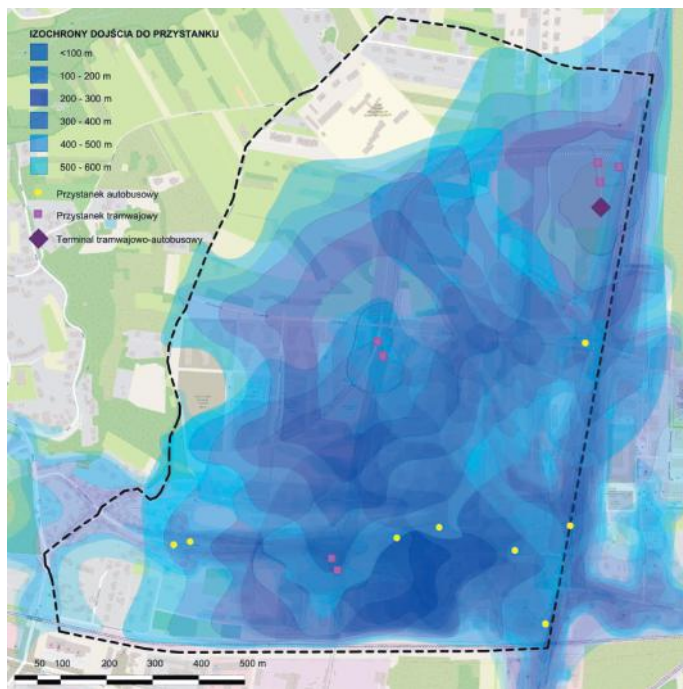 IZOCHRONY DOJŚCIA DO PRZYSTANKU
<100 m
100 - 200 m
200 - 300 m
300 - 400 m
400 - 500 m
500 - 600 m
Przystanek autobusowy
Przystanek tramwajowy
Terminal tramwajowo-autobusowy
50 100 200 300 400 500 m